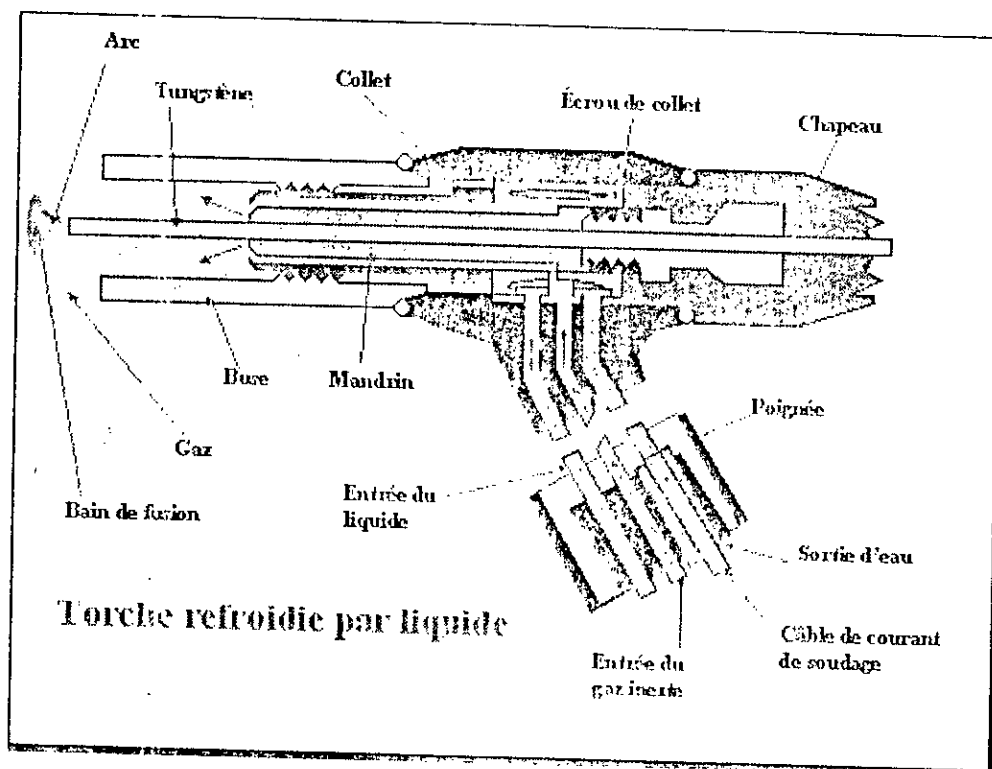 Arc
Tungstène
Collet
Écrou de collet
Chapeau
Buse
Mandrin
Poignée
Gaz
Entrée du
liquide
Bain de fusion
Sortie d'eau
Torche refroidie par liquide
Câble de courant
de soudage
Entrée du
gaz inerte